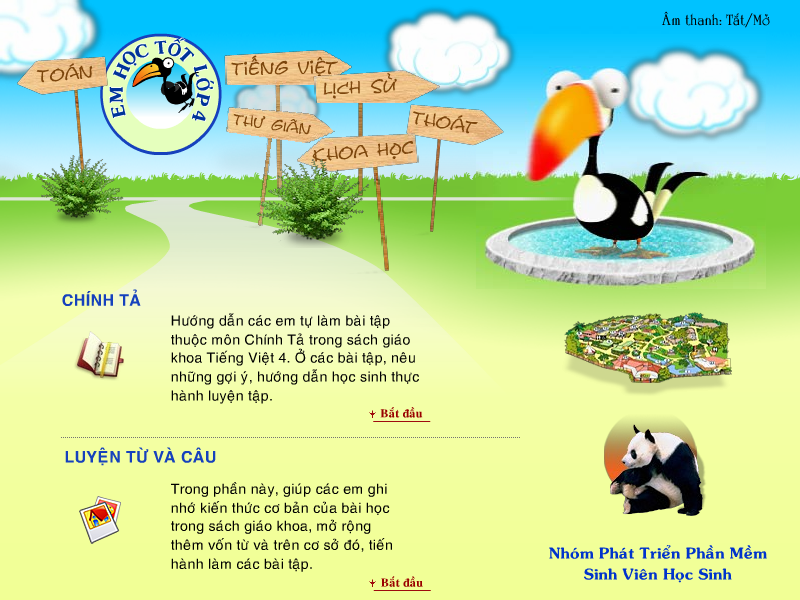 Âm thanh: Tắt/Mở
TOÁN
EM HỌC TỐT LỚP 4
TIẾNG VIỆT
LỊCH SỬ
THƯ GIÃN
THOÁT
KHOA HỌC
CHÍNH TẢ
Hướng dẫn các em tự làm bài tập
thuộc môn Chính Tả trong sách giáo
khoa Tiếng Việt 4. Ở các bài tập, nêu
những gợi ý, hướng dẫn học sinh thực
hành luyện tập.
Bắt đầu
LUYỆN TỪ VÀ CÂU
Trong phần này, giúp các em ghi
nhớ kiến thức cơ bản của bài học
trong sách giáo khoa, mở rộng
thêm vốn từ và trên cơ sở đó, tiến
hành làm các bài tập.
Bắt đầu
Nhóm Phát Triển Phần Mềm
Sinh Viên Học Sinh